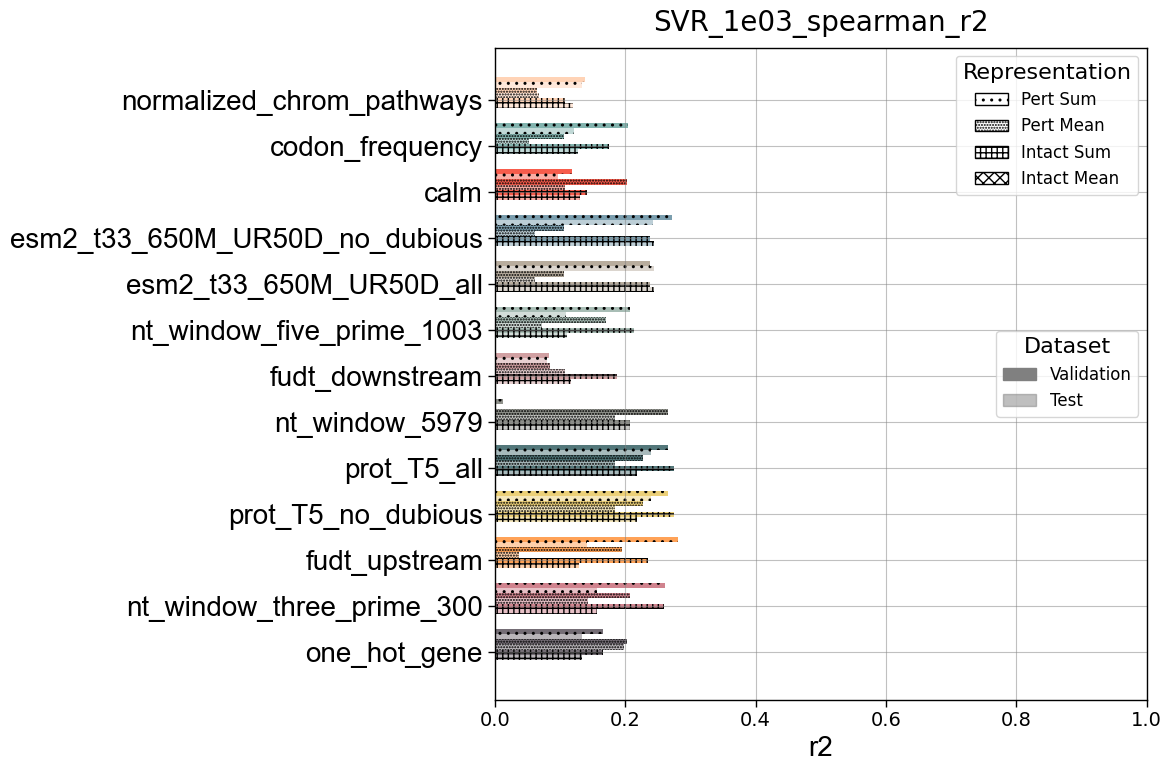 SVR_1e03_spearman_r2
normalized_chrom_pathways
codon_frequency
calm
esm2_t33_650M_UR50D_no_dubious
esm2_t33_650M_UR50D_all
nt_window_five_prime_1003
fudt_downstream
nt_window_5979
prot_T5_all
prot_T5_no_dubious
fudt_upstream
nt_window_three_prime_300
one_hot_gene
Representation
Pert Sum
Pert Mean
Intact Sum
Intact Mean
Dataset
Validation
Test
0.0 0.2 0.4 0.6 0.8 1.0
r2